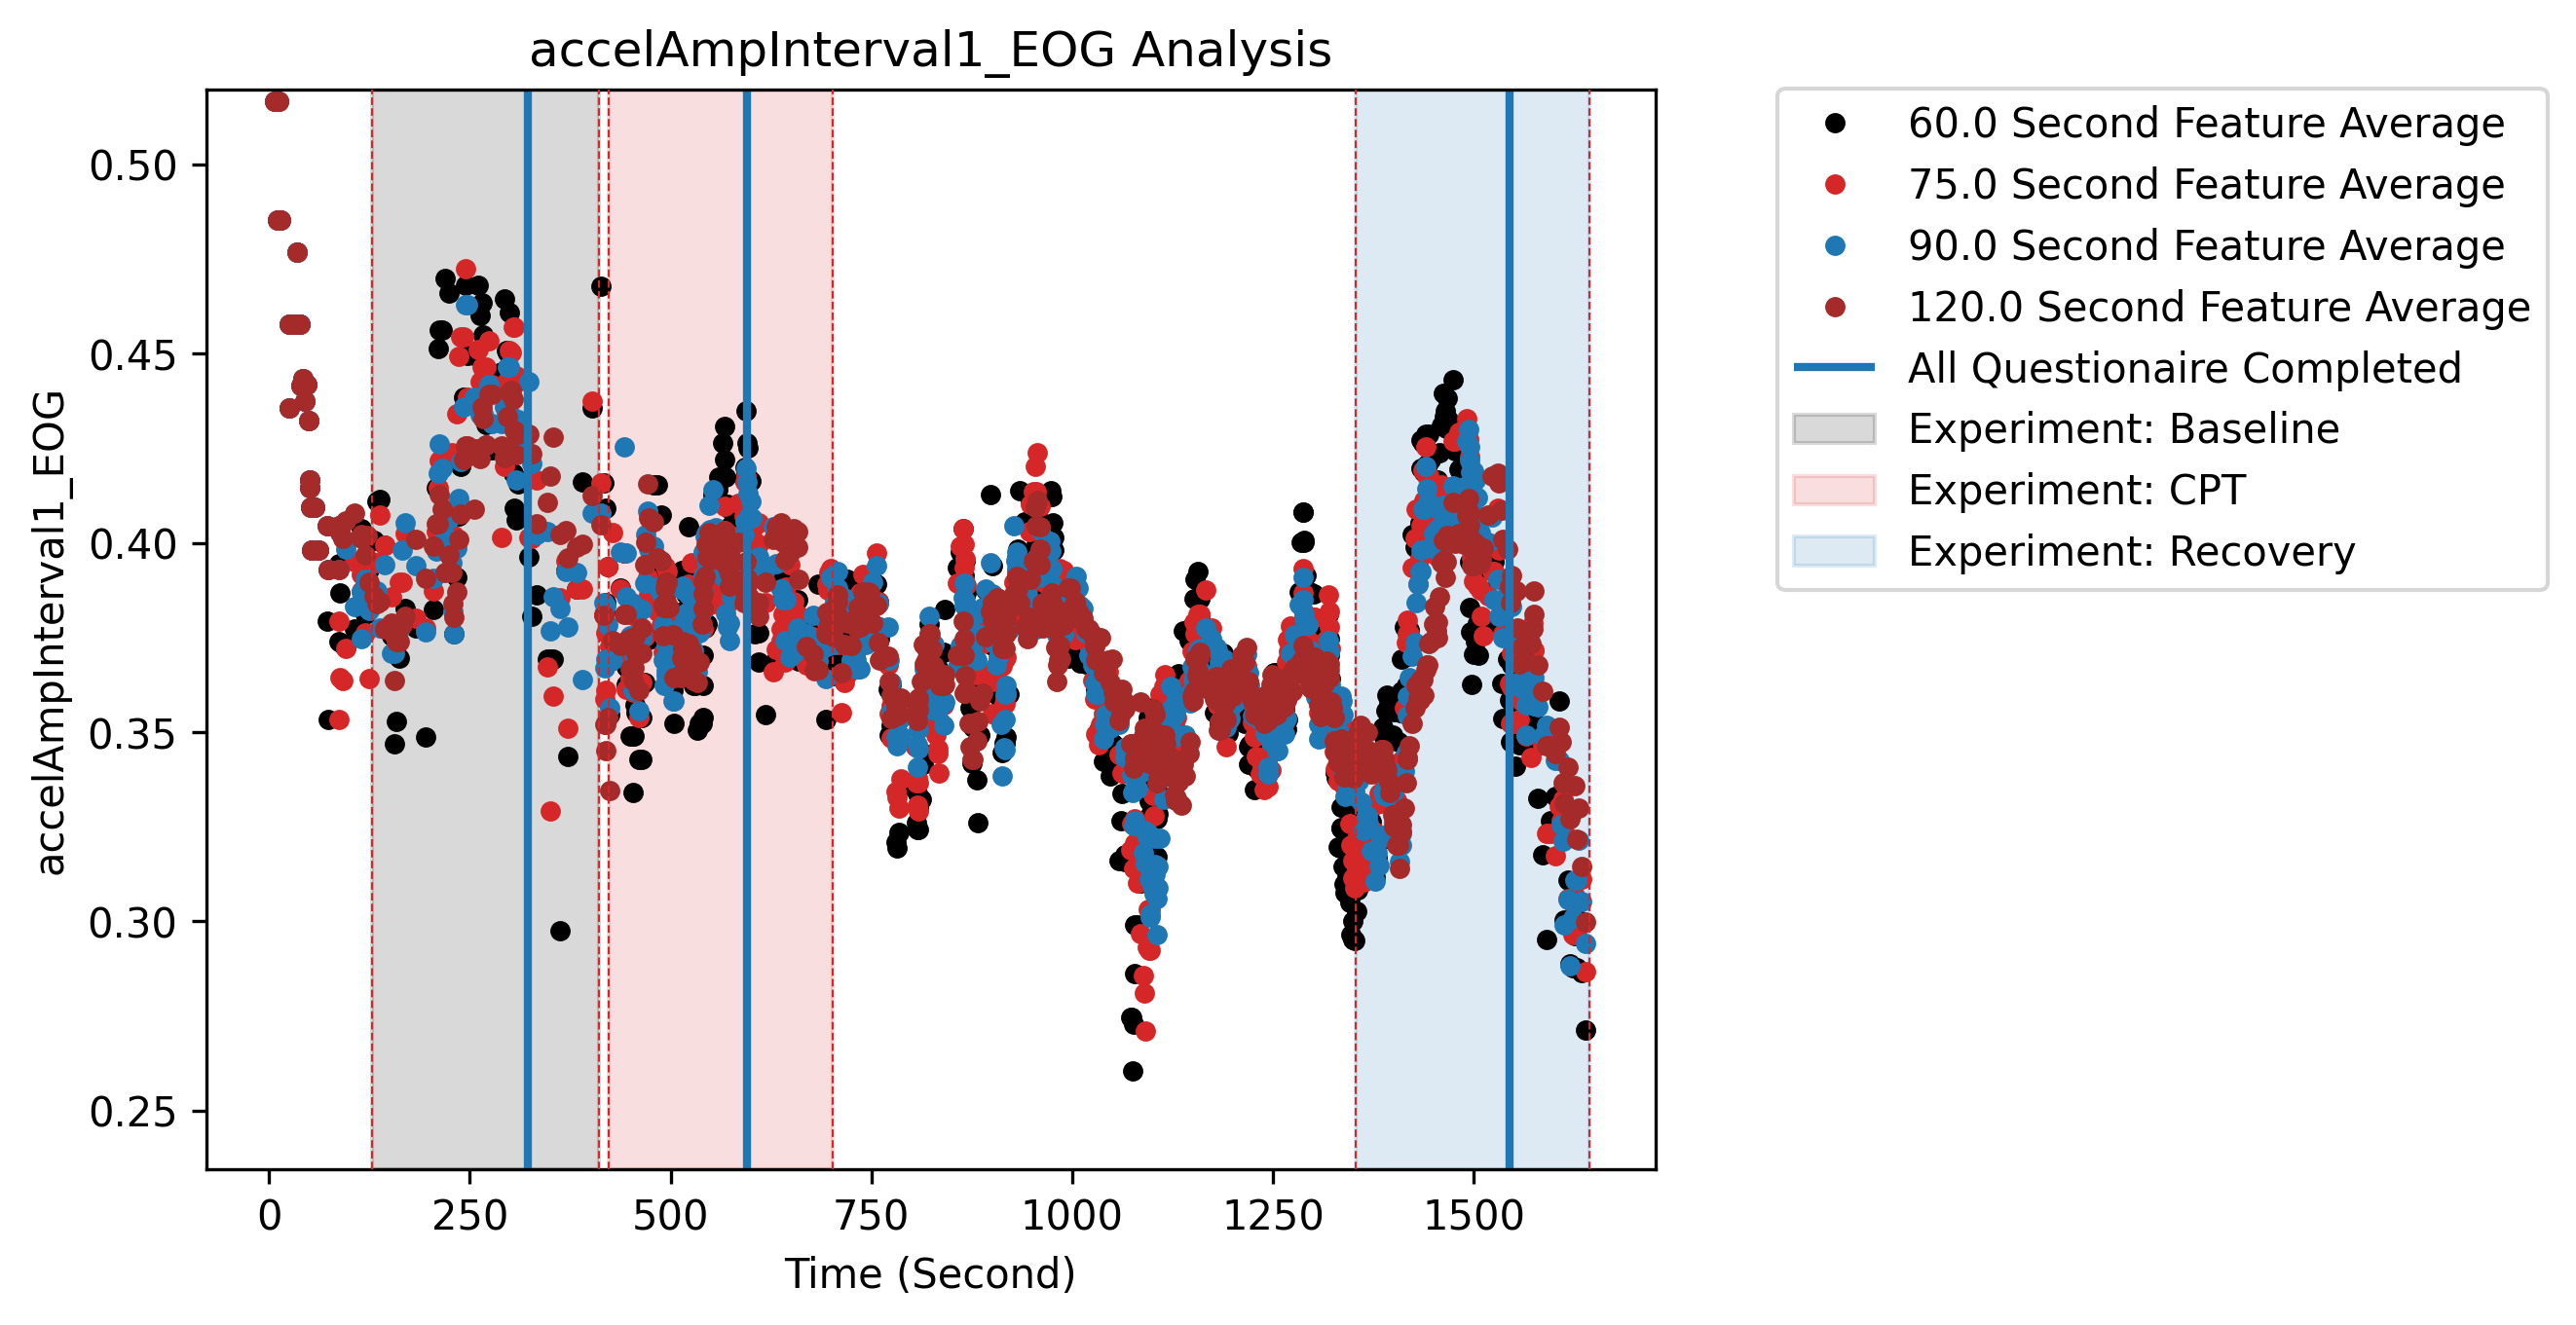 accelAmpInterval1_EOG Analysis
accelAmpInterval1_EOG
0.50
0.45
0.40
0.35
0.30
0.25
0 250 500 750 1000 1250 1500
Time (Second)
60.0 Second Feature Average
75.0 Second Feature Average
90.0 Second Feature Average
120.0 Second Feature Average
All Questionaire Completed
Experiment: Baseline
Experiment: CPT
Experiment: Recovery